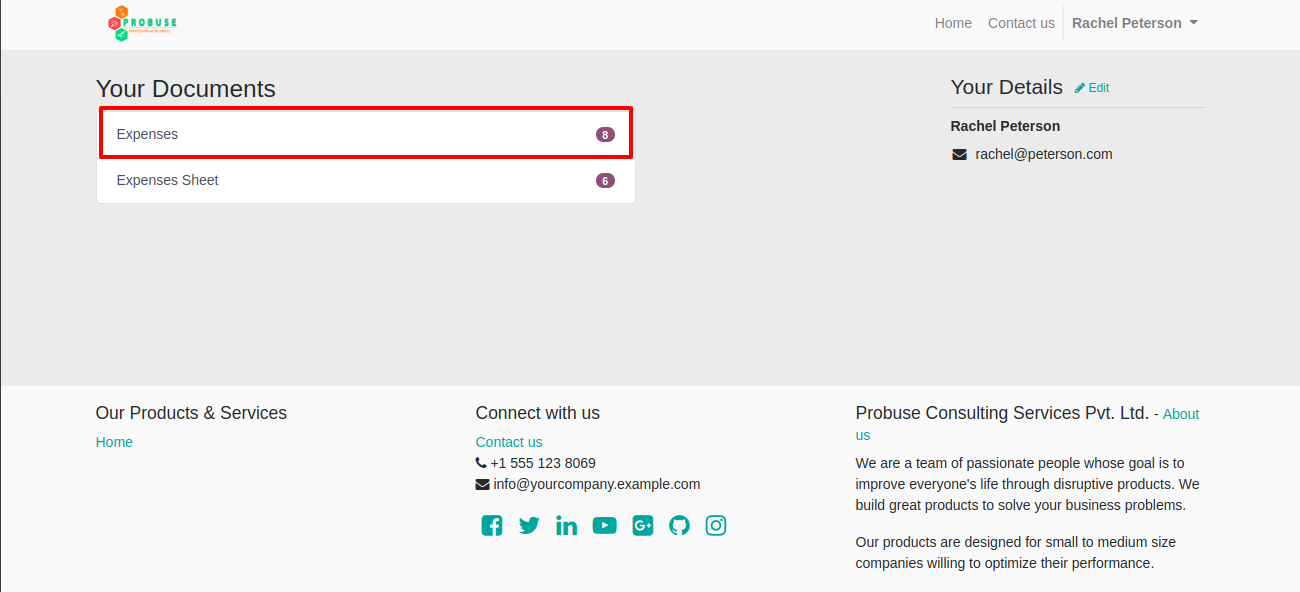 PROBUSE
PROFESSIONAL BUSINESS
Home Contact us Rachel Peterson
Your Documents
Expenses 8
Expenses Sheet 6
Your Details Edit
Rachel Peterson
rachel@peterson.com
Our Products & Services
Home
Connect with us
Contact us
+1 555 123 8069
info@yourcompany.example.com
Probuse Consulting Services Pvt. Ltd. - About
us
We are a team of passionate people whose goal is to
improve everyone's life through disruptive products. We
build great products to solve your business problems.
Our products are designed for small to medium size
companies willing to optimize their performance.